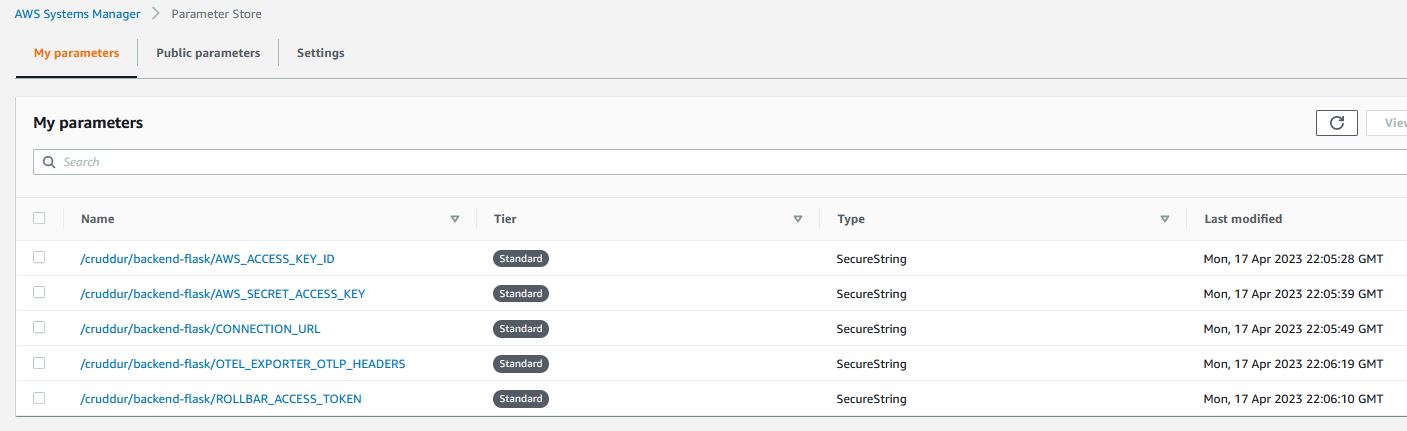 AWS Systems Manager > Parameter Store
My parameters Public parameters Settings
My parameters
View
Search
Name Tier Type Last modified
/cruddur/backend-flask/AWS_ACCESS_KEY_ID Standard SecureString Mon, 17 Apr 2023 22:05:28 GMT
/cruddur/backend-flask/AWS_SECRET_ACCESS_KEY Standard SecureString Mon, 17 Apr 2023 22:05:39 GMT
/cruddur/backend-flask/CONNECTION_URL Standard SecureString Mon, 17 Apr 2023 22:05:49 GMT
/cruddur/backend-flask/OTEL_EXPORTER_OTLP_HEADERS Standard SecureString Mon, 17 Apr 2023 22:06:19 GMT
/cruddur/backend-flask/ROLLBAR_ACCESS_TOKEN Standard SecureString Mon, 17 Apr 2023 22:06:10 GMT